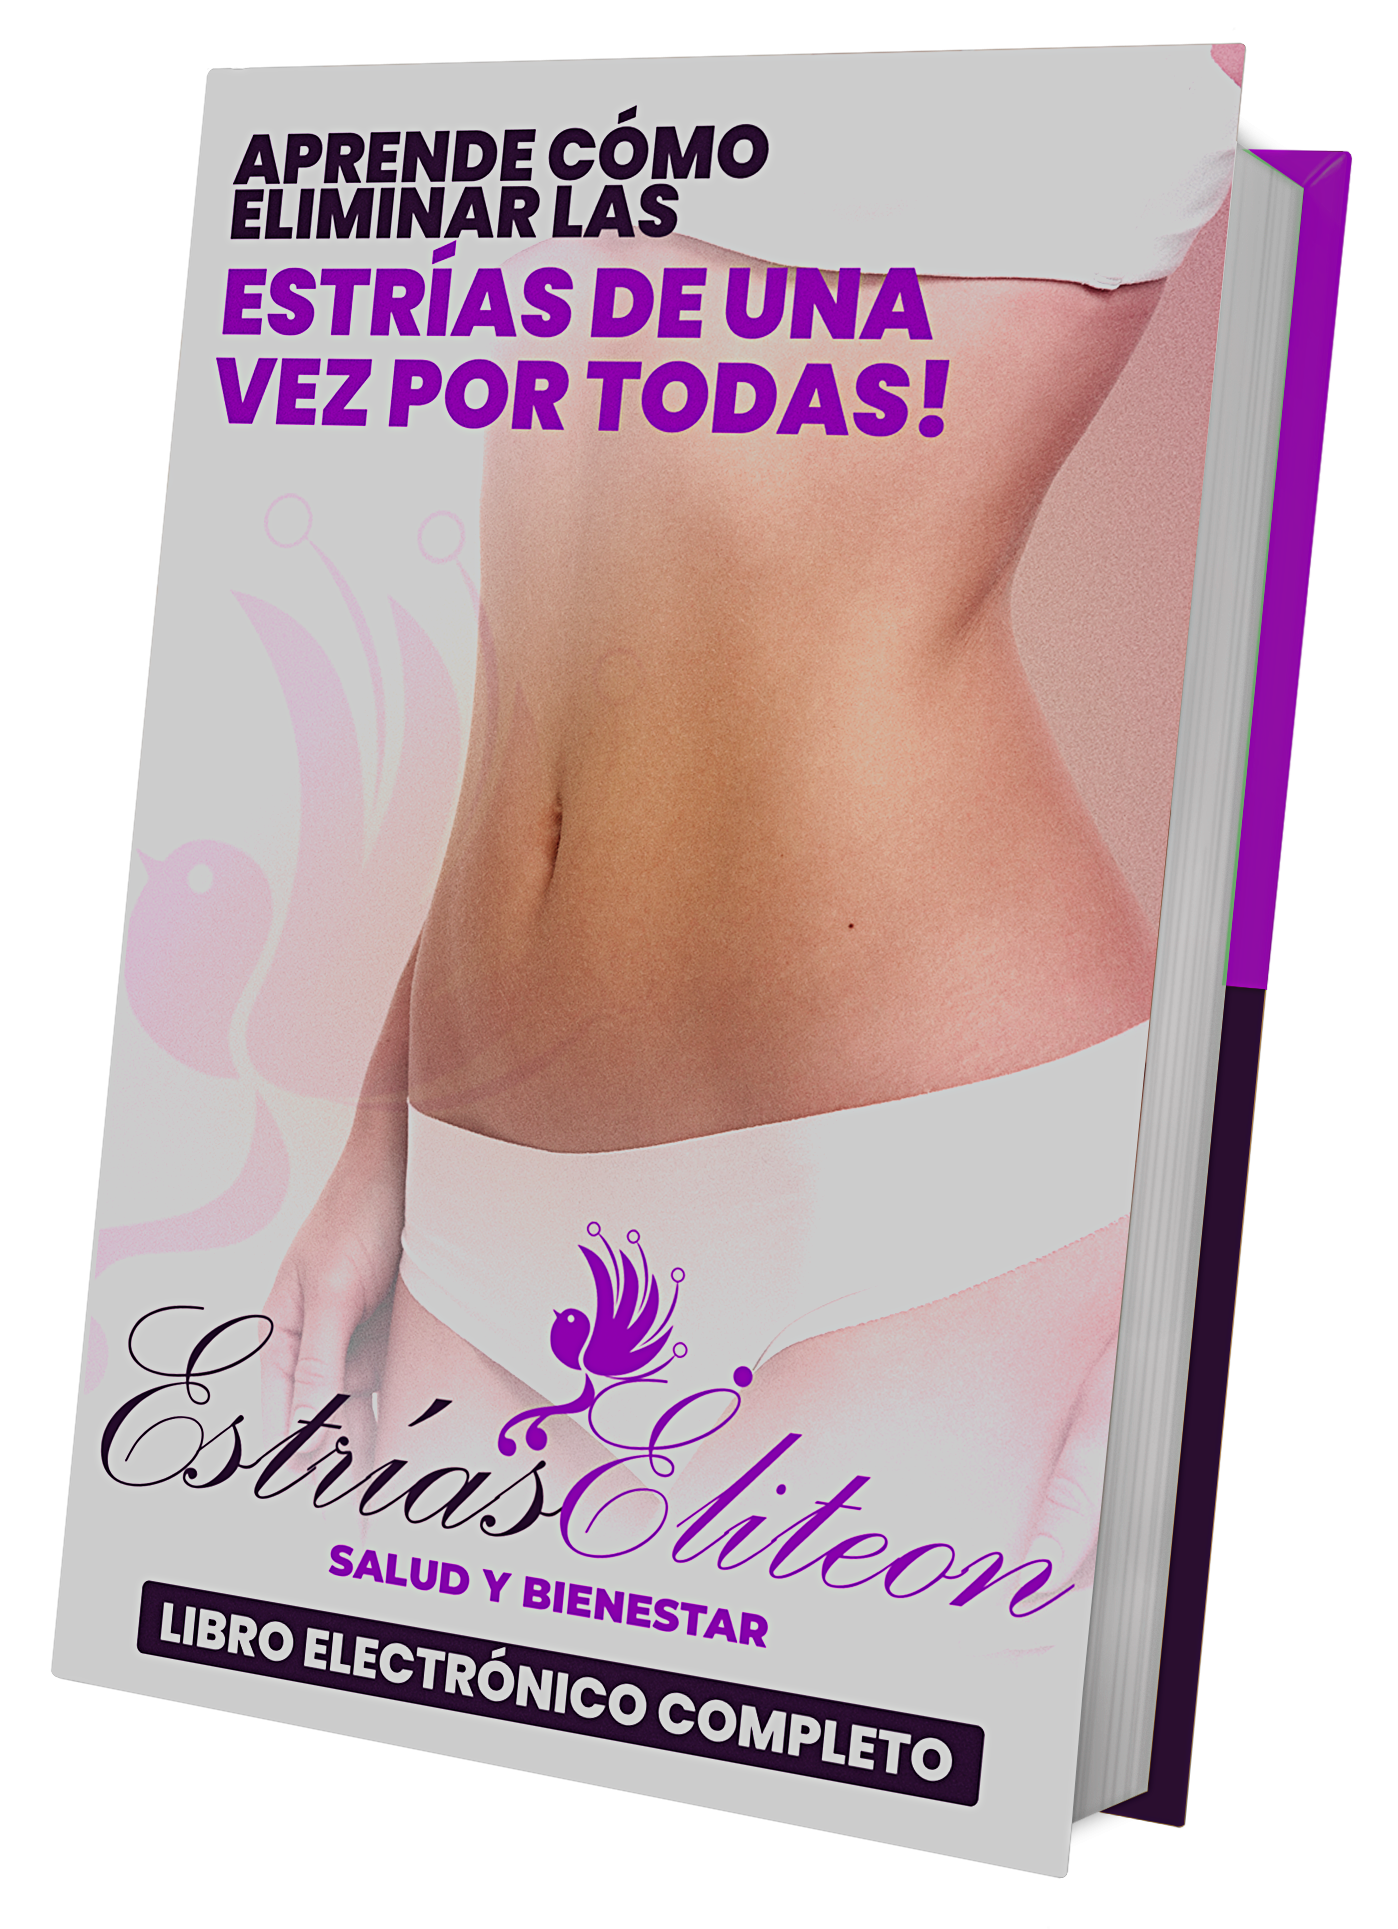 APRENDE CÓMO
ELIMINAR LAS
ESTRÍAS DE UNA
VEZ POR TODAS!
Estrías Eliteon
SALUD Y BIENESTAR
LIBRO ELECTRÓNICO COMPLETO